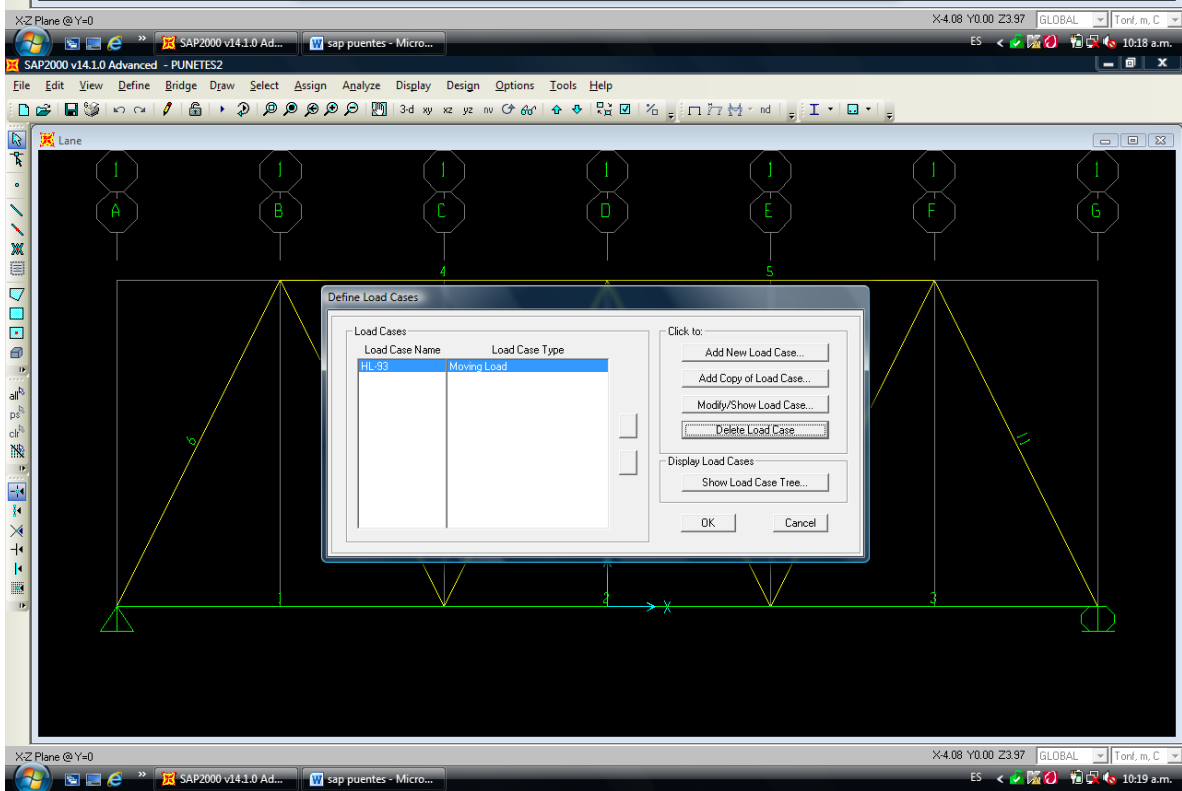 X-Z Plane @ Y=0 X-4.08 Y0.00 Z3.97 GLOBAL Tonf, m, C
» SAP2000 v14.1.0 Ad... sap puentes - Micro... ES < 10:18 a.m.
SAP2000 v14.1.0 Advanced - PUNETES2
File Edit View Define Bridge Draw Select Assign Analyze Display Design Options Tools Help
3-d xy xz yz nv nd
Lane
1 1 1 1 1 1 1
A B C D E F G
4 5
Define Load Cases
Load Cases
Load Case Name Load Case Type
HL-93 Moving Load
Click to:
Add New Load Case...
Add Copy of Load Case...
Modify/Show Load Case...
Delete Load Case
Display Load Cases
Show Load Case Tree...
OK Cancel
all
ps
clr
11
1 2 3
X
X-Z Plane @ Y=0 X-4.08 Y0.00 Z3.97 GLOBAL Tonf, m, C
» SAP2000 v14.1.0 Ad... sap puentes - Micro... ES < 10:19 a.m.